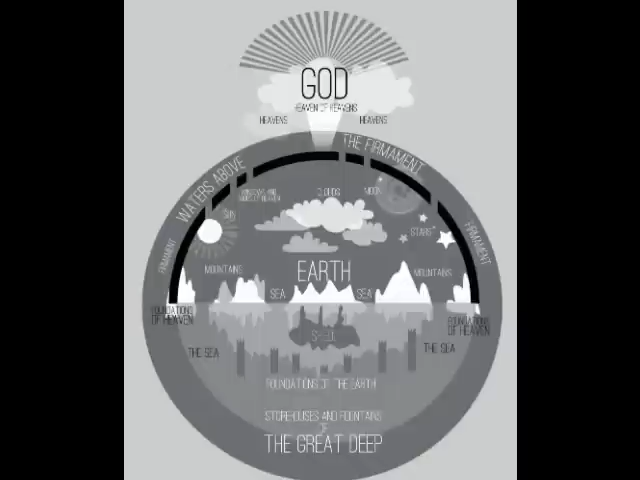 GOD
HEAVEN OF HEAVENS
HEAVENS
HEAVENS
WATERS ABOVE
THE FIRMAMENT
CLOUDS
MOON
SUN
STARS
FIRMAMENT
FIRMAMENT
MOUNTAINS
EARTH
MOUNTAINS
SEA
SEA
FOUNDATIONS
OF HEAVEN
FOUNDATIONS
OF HEAVEN
SHEOL
THE SEA
THE SEA
FOUNDATIONS OF THE EARTH
STOREHOUSES AND FOUNTAINS
OF
THE GREAT DEEP